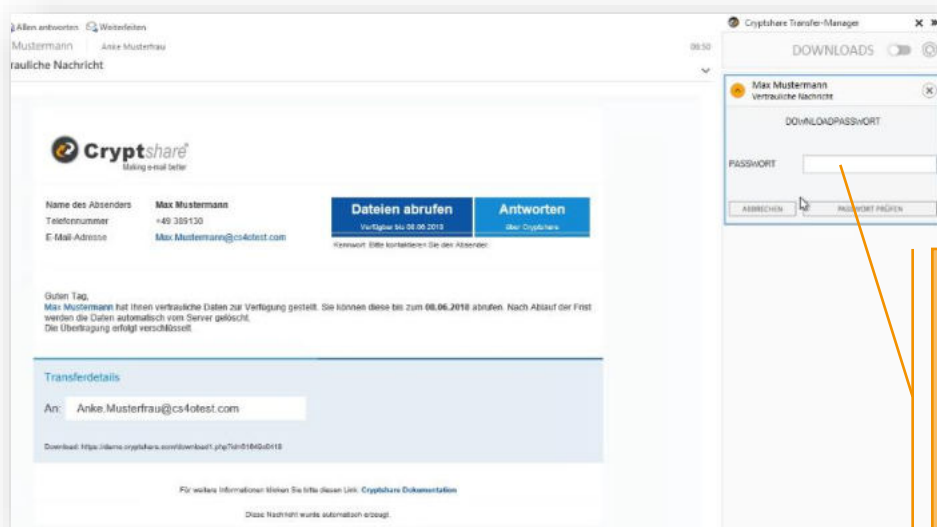 Allen antworten Weiterleiten
Mustermann Anke Musterfrau 08:50
rauliche Nachricht
Cryptshare
Making e-mail better
Name des Absenders Max Mustermann
Telefonnummer +49 389130
E-Mail-Adresse Max.Mustermann@cs4otest.com
Dateien abrufen
Verfügbar bis 08.06.2018
Antworten
über Cryptshare
Kennwort: Bitte kontaktieren Sie den Absender.
Guten Tag,
Max Mustermann hat Ihnen vertrauliche Daten zur Verfügung gestellt. Sie können diese bis zum 08.06.2018 abrufen. Nach Ablauf der Frist
werden die Daten automatisch vom Server gelöscht.
Die Übertragung erfolgt verschlüsselt.
Transferdetails
An: Anke.Musterfrau@cs4otest.com
Download:
Für weitere Informationen klicken Sie bitte diesen Link. Cryptshare Dokumentation
Diese Nachricht wurde automatisch erzeugt.
Cryptshare Transfer-Manager
DOWNLOADS
Max Mustermann
Vertrauliche Nachricht
DOWNLOADPASSWORT
PASSWORT
ABBRECHEN PASSWORT PRÜFEN